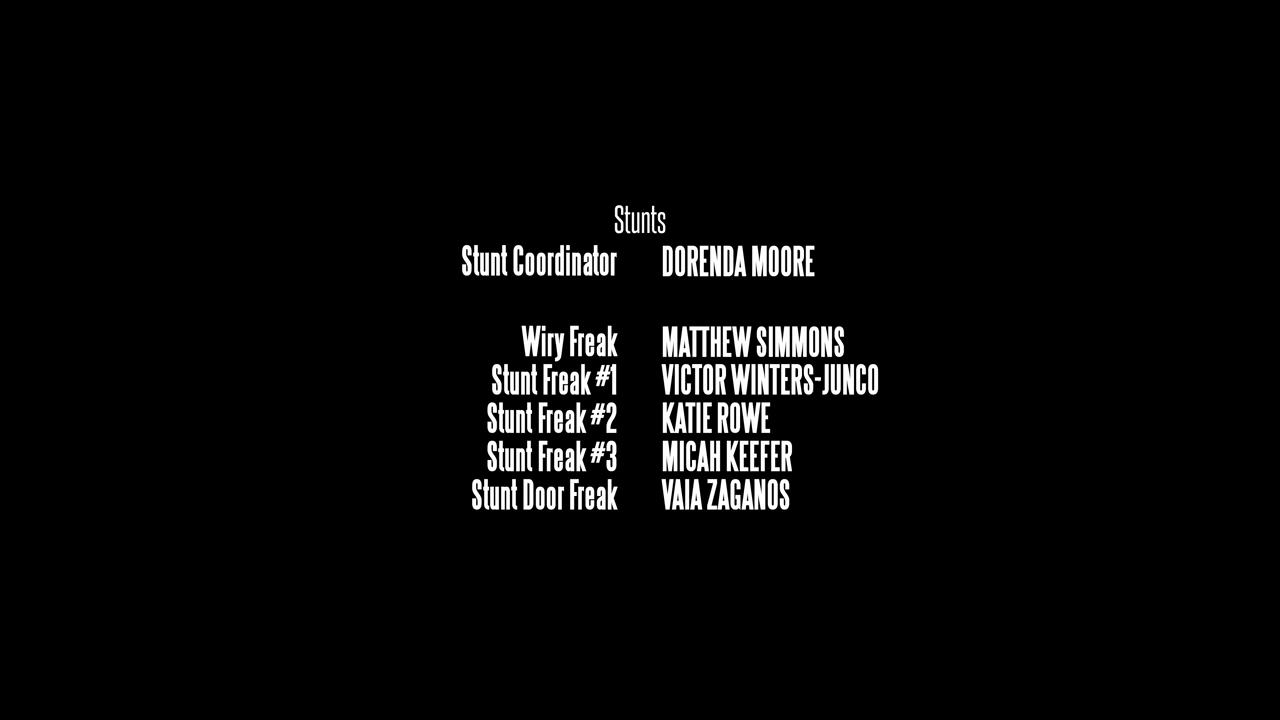 Stunts
Stunt Coordinator DORENDA MOORE
Wiry Freak MATTHEW SIMMONS
Stunt Freak #1 VICTOR WINTERS-JUNCO
Stunt Freak #2 KATIE ROWE
Stunt Freak #3 MICAH KEEFER
Stunt Door Freak VAIA ZAGANOS